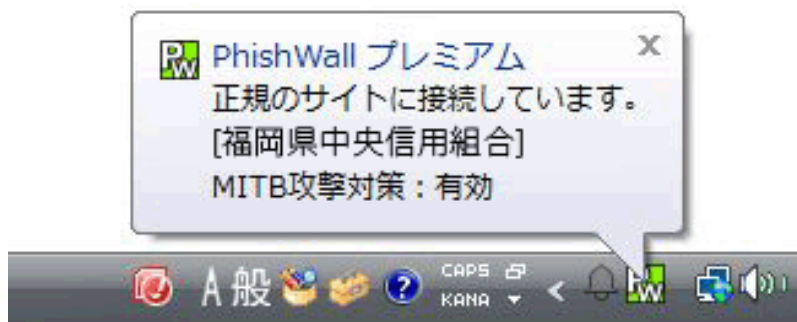 PhishWall プレミアム
正規のサイトに接続しています。
[福岡県中央信用組合]
MITB攻撃対策：有効
A 般 CAPS KANA